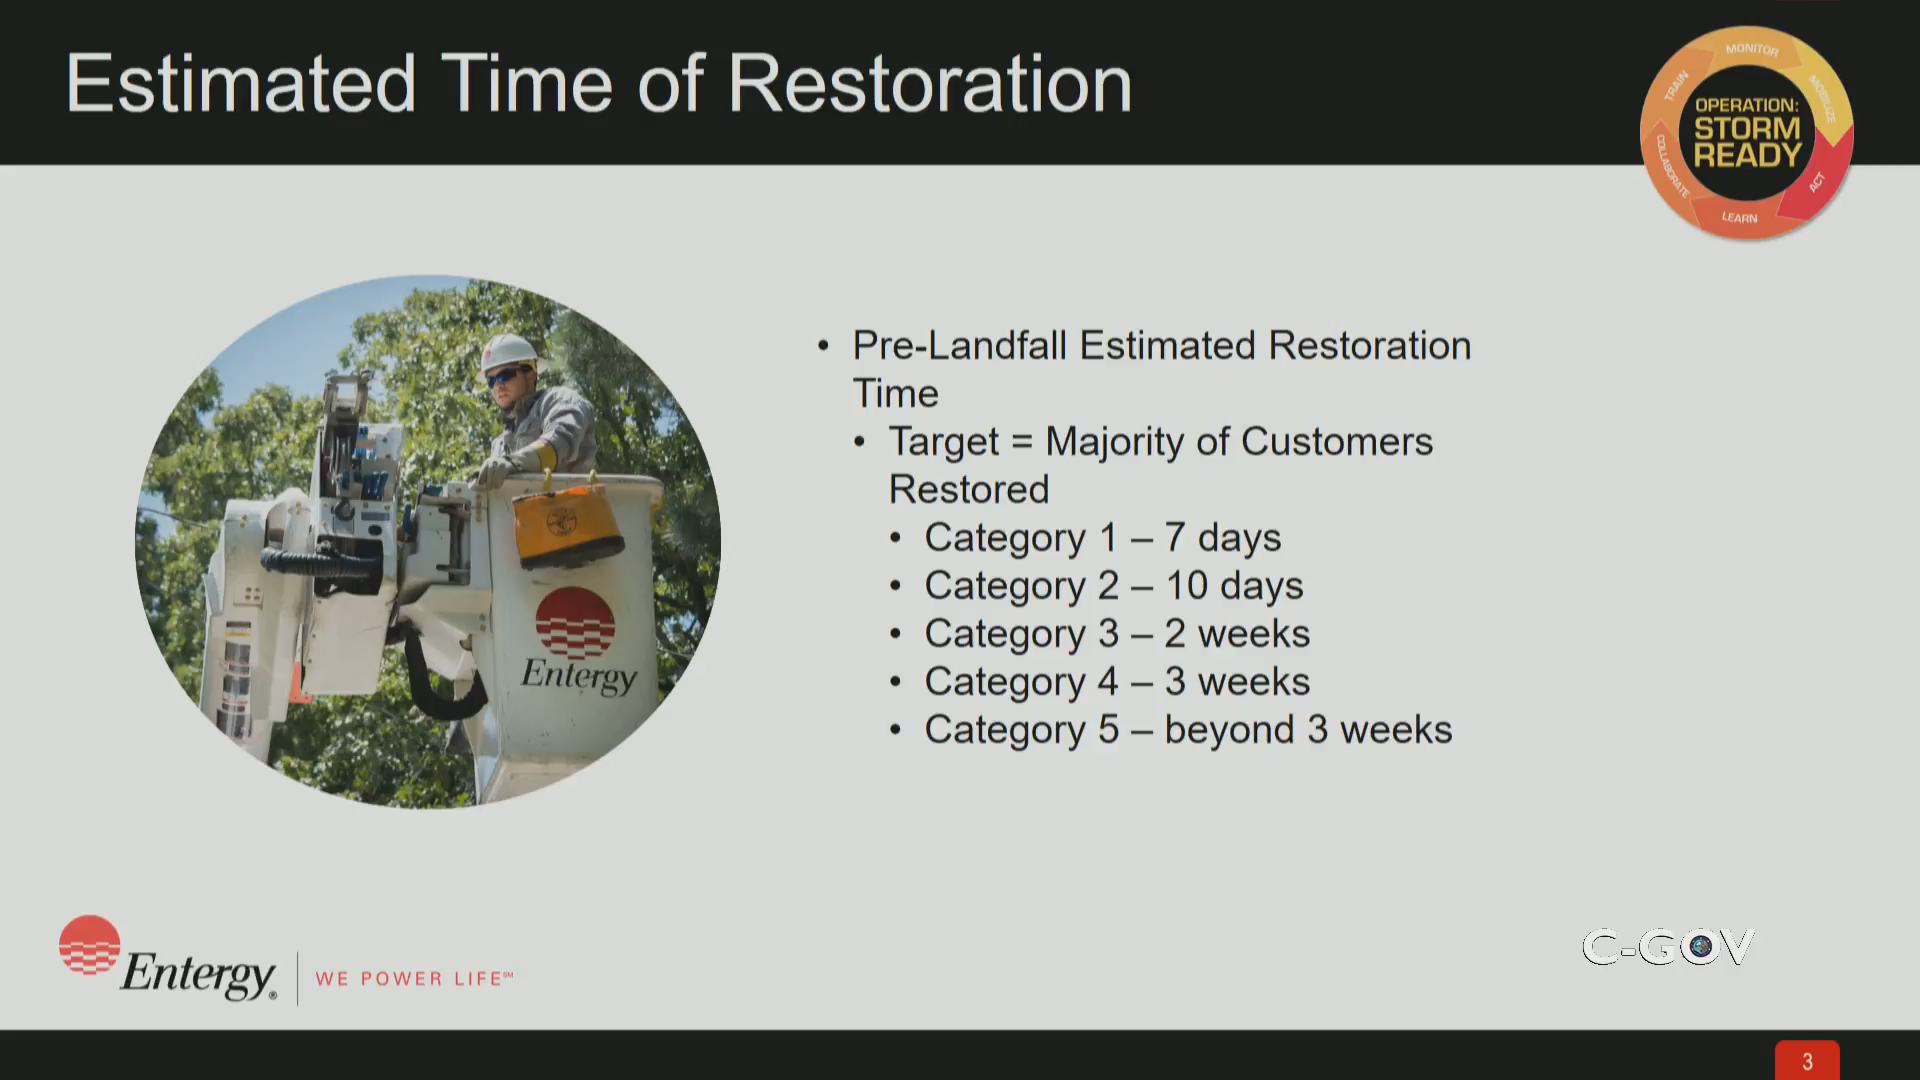 Estimated Time of Restoration
MONITOR
MOBILIZE
ACT
LEARN
COLLABORATE
TRAIN
OPERATION:
STORM
READY
• Pre-Landfall Estimated Restoration
Time
• Target = Majority of Customers
Restored
• Category 1 – 7 days
• Category 2 – 10 days
• Category 3 – 2 weeks
• Category 4 – 3 weeks
• Category 5 – beyond 3 weeks
Entergy
Entergy® WE POWER LIFE℠
C-GOV
3